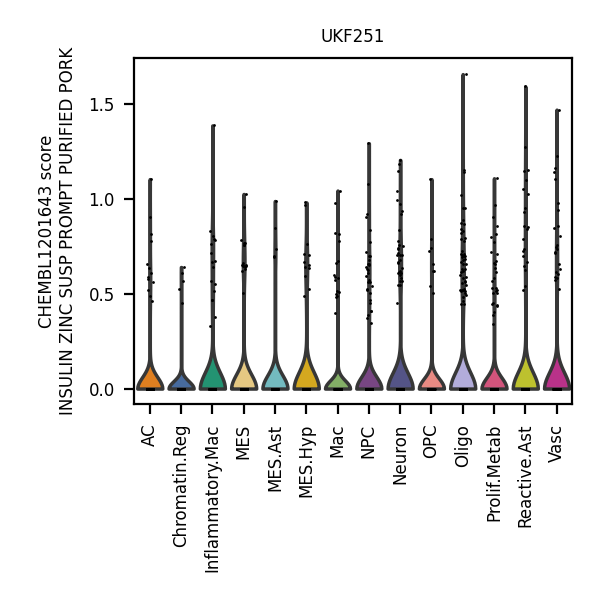 UKF251
CHEMBL1201643 score
INSULIN ZINC SUSP PROMPT PURIFIED PORK
1.5
1.0
0.5
0.0
AC
Chromatin.Reg
Inflammatory.Mac
MES
MES.Ast
MES.Hyp
Mac
NPC
Neuron
OPC
Oligo
Prolif.Metab
Reactive.Ast
Vasc